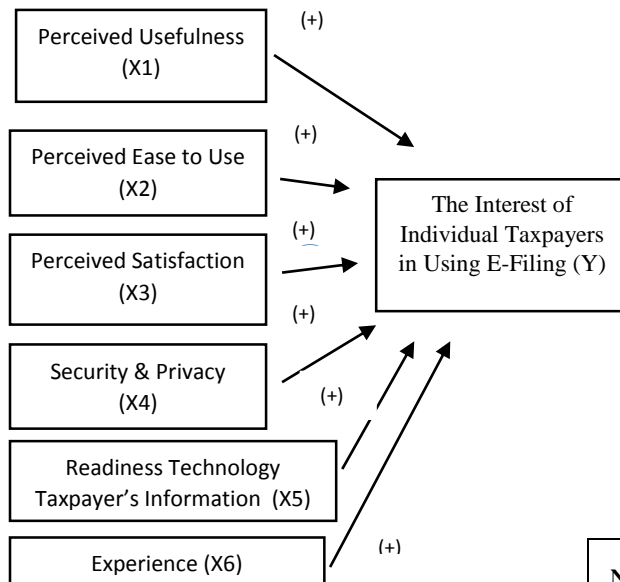 (+)
Perceived Usefulness
(X1)
(+)
Perceived Ease to Use
(X2)
The Interest of
Individual Taxpayers
in Using E-Filing (Y)
(+)
Perceived Satisfaction
(X3)
(+)
Security & Privacy
(X4)
(+)
Readiness Technology
Taxpayer's Information (X5)
(+)
Experience (X6)
N